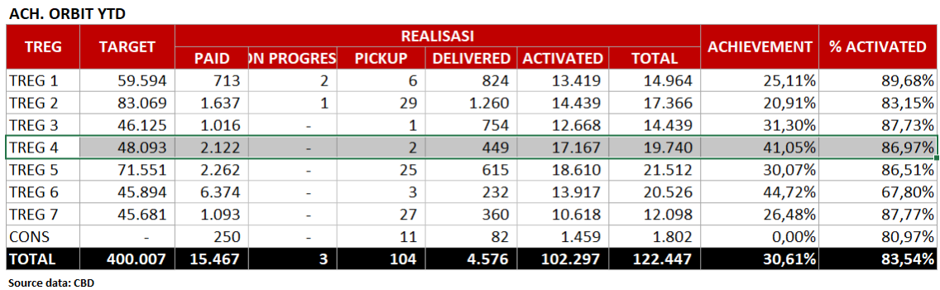 ACH. ORBIT YTD
TREG TARGET REALISASI ACHIEVEMENT % ACTIVATED
PAID ON PROGRES PICKUP DELIVERED ACTIVATED TOTAL
TREG 1 59.594 713 2 6 824 13.419 14.964 25,11% 89,68%
TREG 2 83.069 1.637 1 29 1.260 14.439 17.366 20,91% 83,15%
TREG 3 46.125 1.016 - 1 754 12.668 14.439 31,30% 87,73%
TREG 4 48.093 2.122 - 2 449 17.167 19.740 41,05% 86,97%
TREG 5 71.551 2.262 - 25 615 18.610 21.512 30,07% 86,51%
TREG 6 45.894 6.374 - 3 232 13.917 20.526 44,72% 67,80%
TREG 7 45.681 1.093 - 27 360 10.618 12.098 26,48% 87,77%
CONS - 250 - 11 82 1.459 1.802 0,00% 80,97%
TOTAL 400.007 15.467 3 104 4.576 102.297 122.447 30,61% 83,54%
Source data: CBD